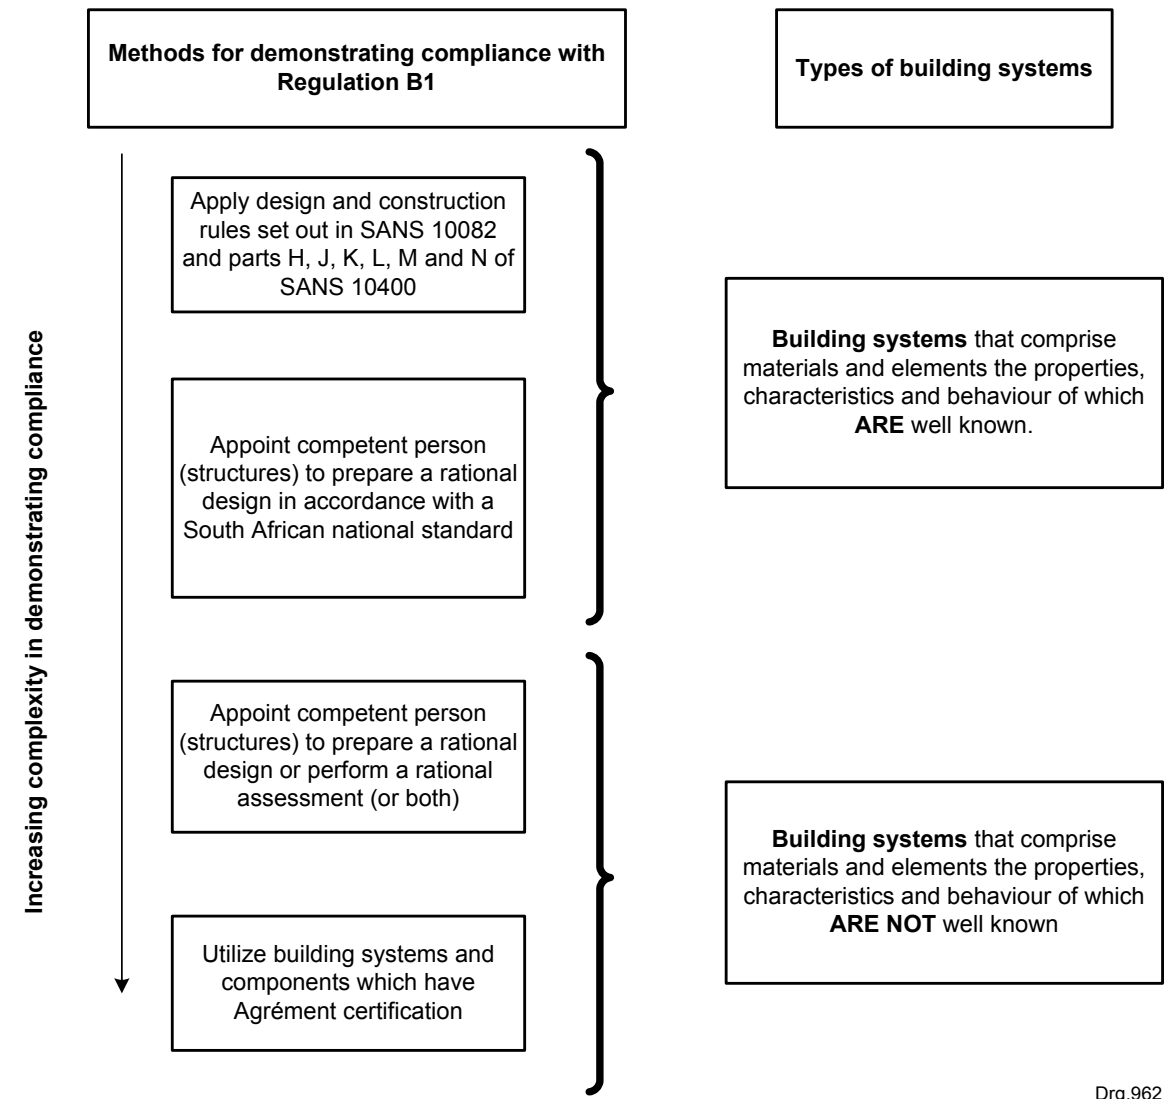 Methods for demonstrating compliance with
Regulation B1
Types of building systems
Increasing complexity in demonstrating compliance
Apply design and construction
rules set out in SANS 10082
and parts H, J, K, L, M and N of
SANS 10400
Appoint competent person
(structures) to prepare a rational
design in accordance with a
South African national standard
Building systems that comprise
materials and elements the properties,
characteristics and behaviour of which
ARE well known.
Appoint competent person
(structures) to prepare a rational
design or perform a rational
assessment (or both)
Utilize building systems and
components which have
Agrément certification
Building systems that comprise
materials and elements the properties,
characteristics and behaviour of which
ARE NOT well known
Drg.962